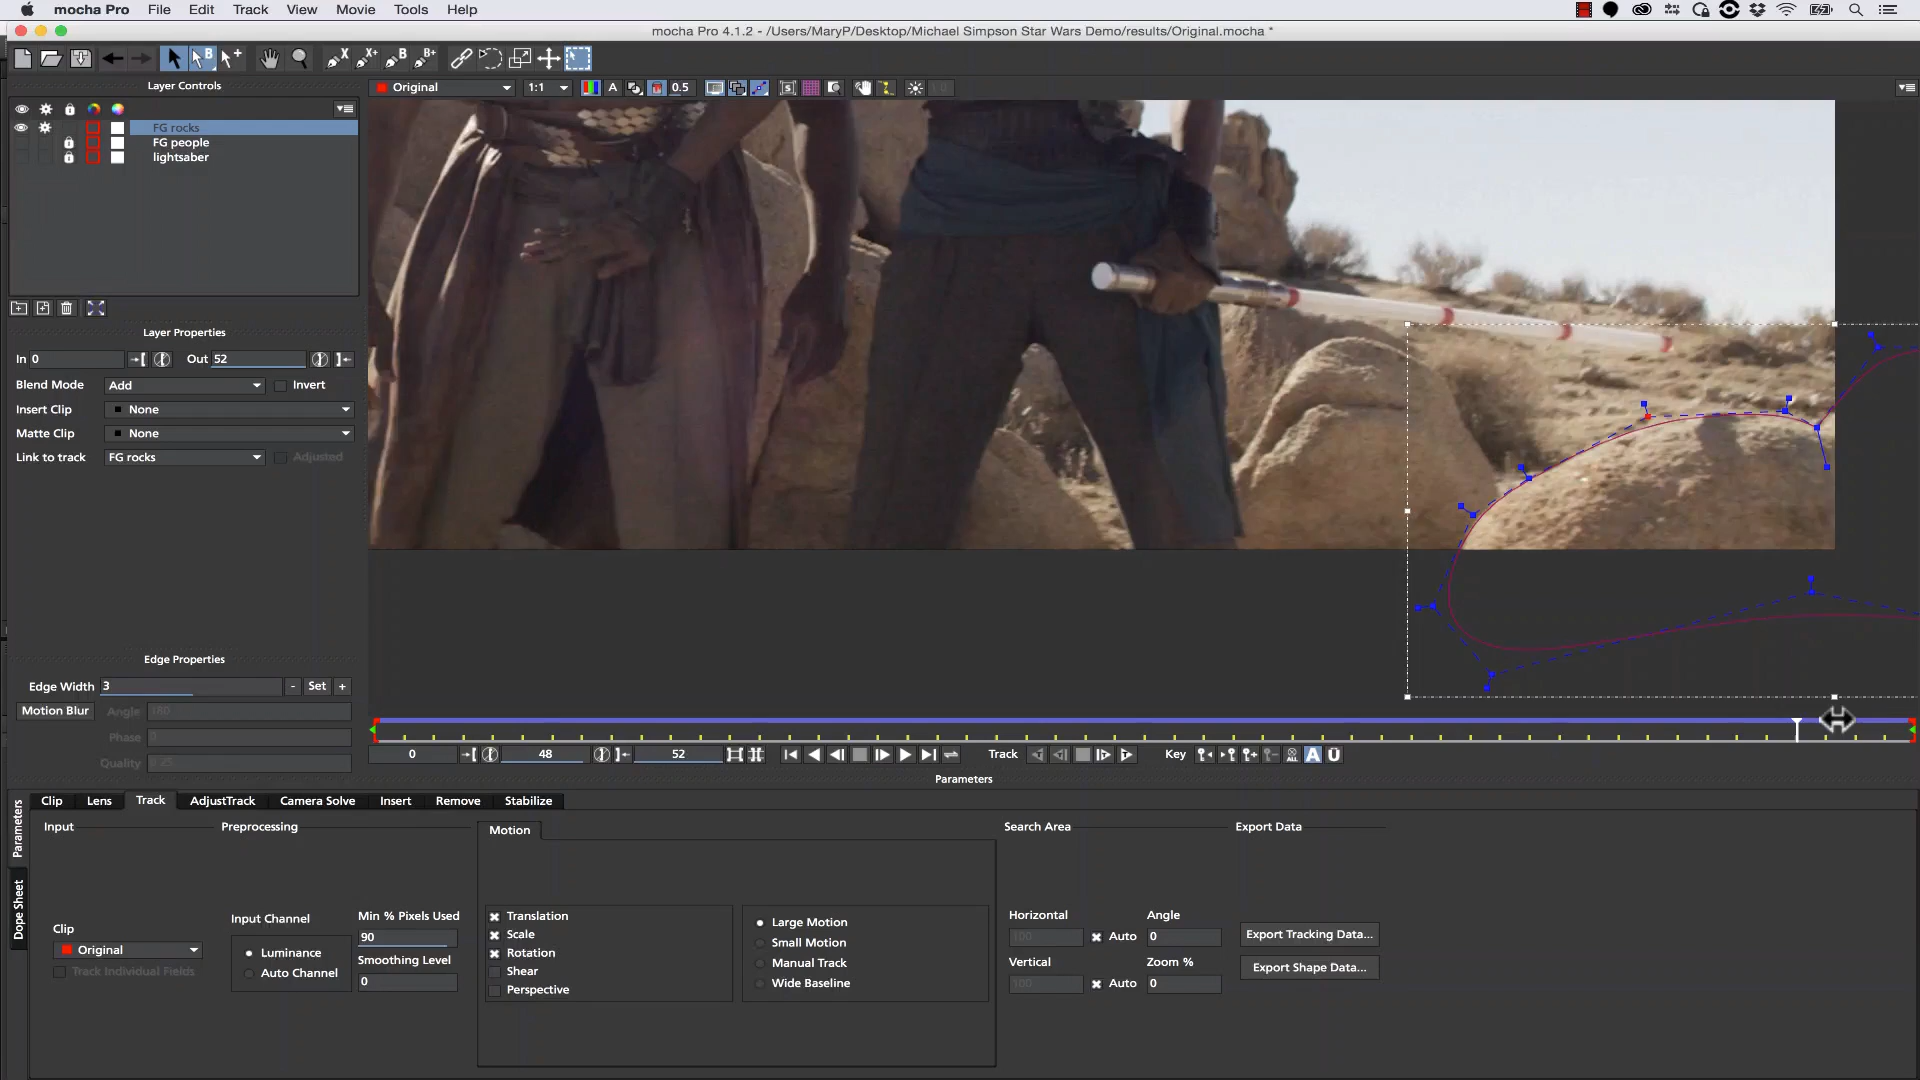 mocha Pro File Edit Track View Movie Tools Help
mocha Pro 4.1.2 - /Users/MaryP/Desktop/Michael Simpson Star Wars Demo/results/Original.mocha *
Layer Controls
Original 1:1 A 0.5
FG rocks
FG people
lightsaber
Layer Properties
In 0 Out 52
Blend Mode Add Invert
Insert Clip None
Matte Clip None
Link to track FG rocks Adjusted
Edge Properties
Edge Width 3 - Set +
Motion Blur Angle 180
Phase 0
Quality 0.25
0 48 52 Track Key A
Parameters
Clip Lens Track AdjustTrack Camera Solve Insert Remove Stabilize
Parameters
Dope Sheet
Input Preprocessing Motion Search Area Export Data
Clip
Original
Track Individual Fields
Input Channel
Luminance
Auto Channel
Min % Pixels Used
90
Smoothing Level
0
Translation
Scale
Rotation
Shear
Perspective
Large Motion
Small Motion
Manual Track
Wide Baseline
Horizontal Angle
100 Auto 0
Vertical Zoom %
100 Auto 0
Export Tracking Data...
Export Shape Data...